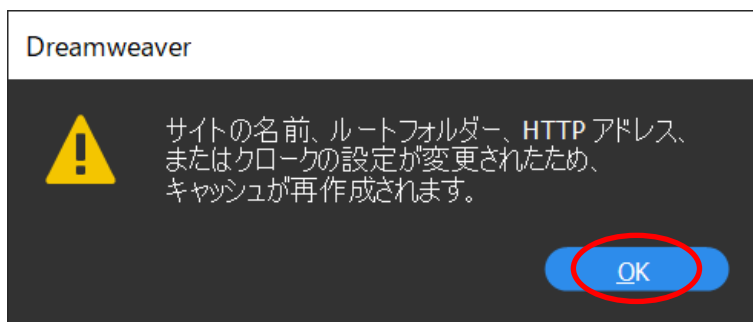 Dreamweaver
サイトの名前、ルートフォルダー、HTTP アドレス、
またはクロークの設定が変更されたため、
キャッシュが再作成されます。
OK